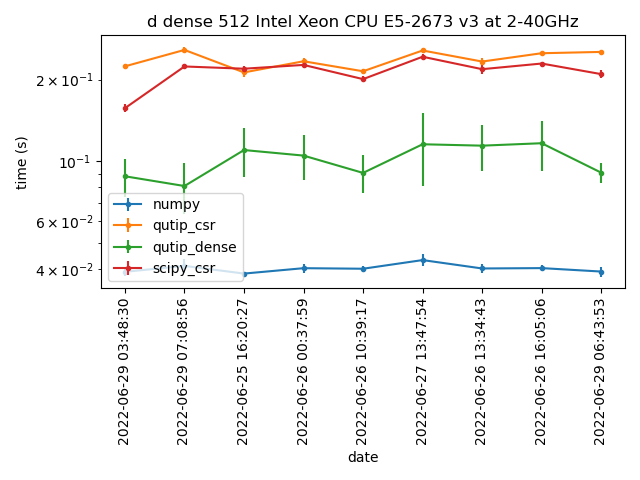 d dense 512 Intel Xeon CPU E5-2673 v3 at 2-40GHz
time (s)
2 × 10⁻¹
10⁻¹
6 × 10⁻²
4 × 10⁻²
numpy
qutip_csr
qutip_dense
scipy_csr
2022-06-29 03:48:30
2022-06-29 07:08:56
2022-06-25 16:20:27
2022-06-26 00:37:59
2022-06-26 10:39:17
2022-06-27 13:47:54
2022-06-26 13:34:43
2022-06-26 16:05:06
2022-06-29 06:43:53
date